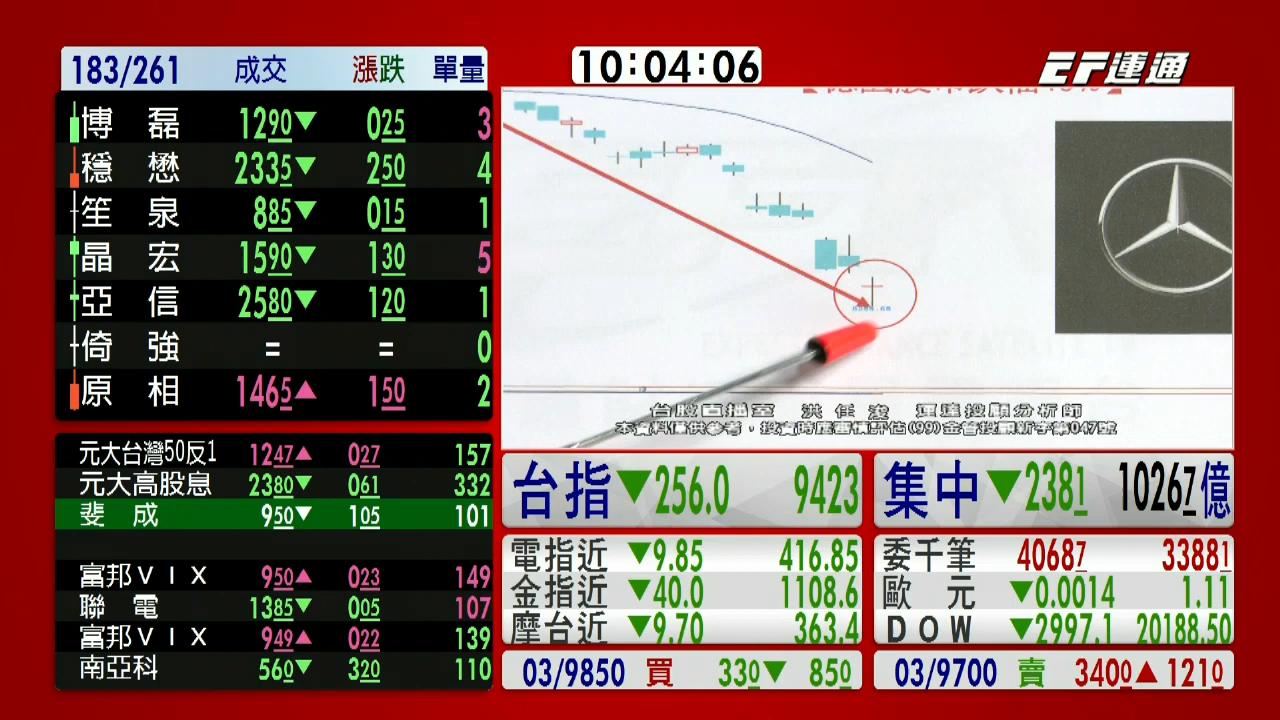 183/261 成交 漲跌 單量
博磊 1290▼ 025 3
穩懋 2335▼ 250 4
笙泉 885▼ 015 1
晶宏 1590▼ 130 5
亞信 2580▼ 120 1
倚強 = = 0
原相 1465▲ 150 2
元大台灣50反1 1247▲ 027 157
元大高股息 2380▼ 061 332
斐成 950▼ 105 101
富邦VIX 950▲ 023 149
聯電 1385▼ 005 107
富邦VIX 949▲ 022 139
南亞科 560▼ 320 110
10:04:06
EF運通
台股直播室 洪任浚 運達投顧分析師
本資料僅供參考，投資時應審慎評估(99)金管投顧新字第047號
台指▼256.0 9423
集中▼2381 10267億
電指近 ▼9.85 416.85
金指近 ▼40.0 1108.6
摩台近 ▼9.70 363.4
委千筆 40687 33881
歐元 ▼0.0014 1.11
DOW ▼2997.1 20188.50
03/9850 買 330▼ 850
03/9700 賣 3400▲ 1210